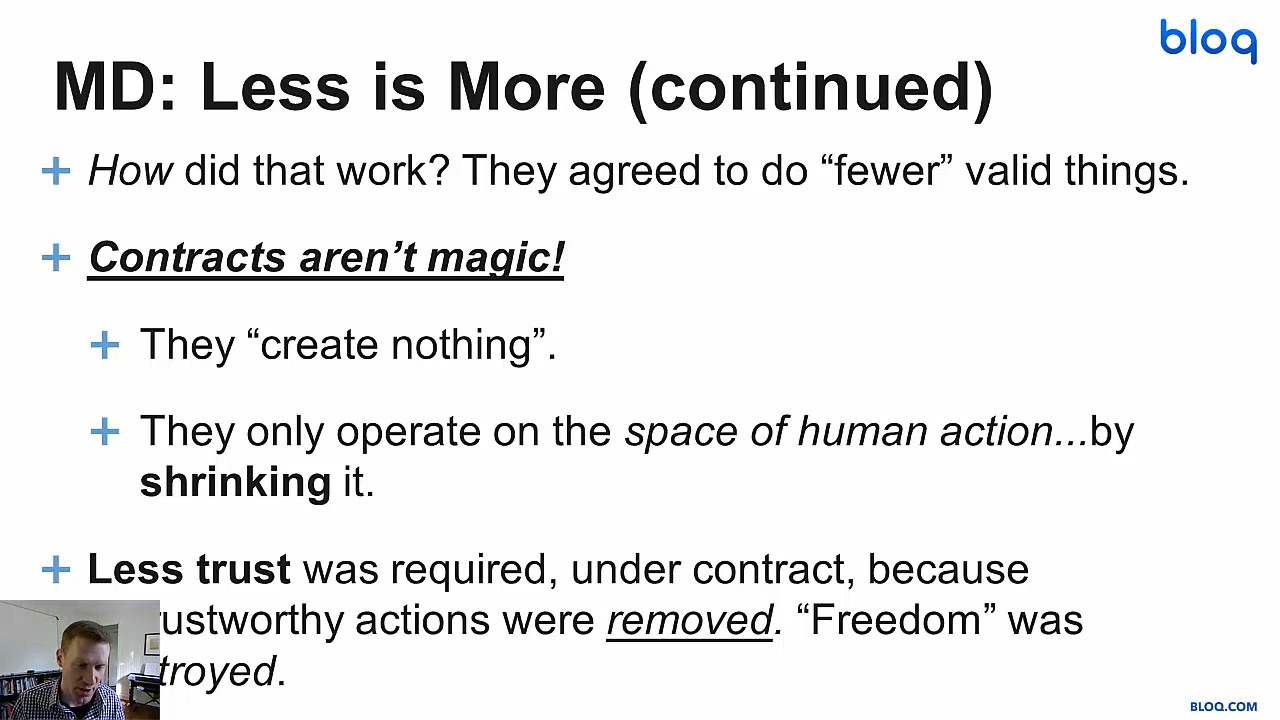 bloq
MD: Less is More (continued)
How did that work? They agreed to do “fewer” valid things.
Contracts aren’t magic!
They “create nothing”.
They only operate on the space of human action...by
shrinking it.
Less trust was required, under contract, because
actions were removed. “Freedom” was
BLOQ.COM